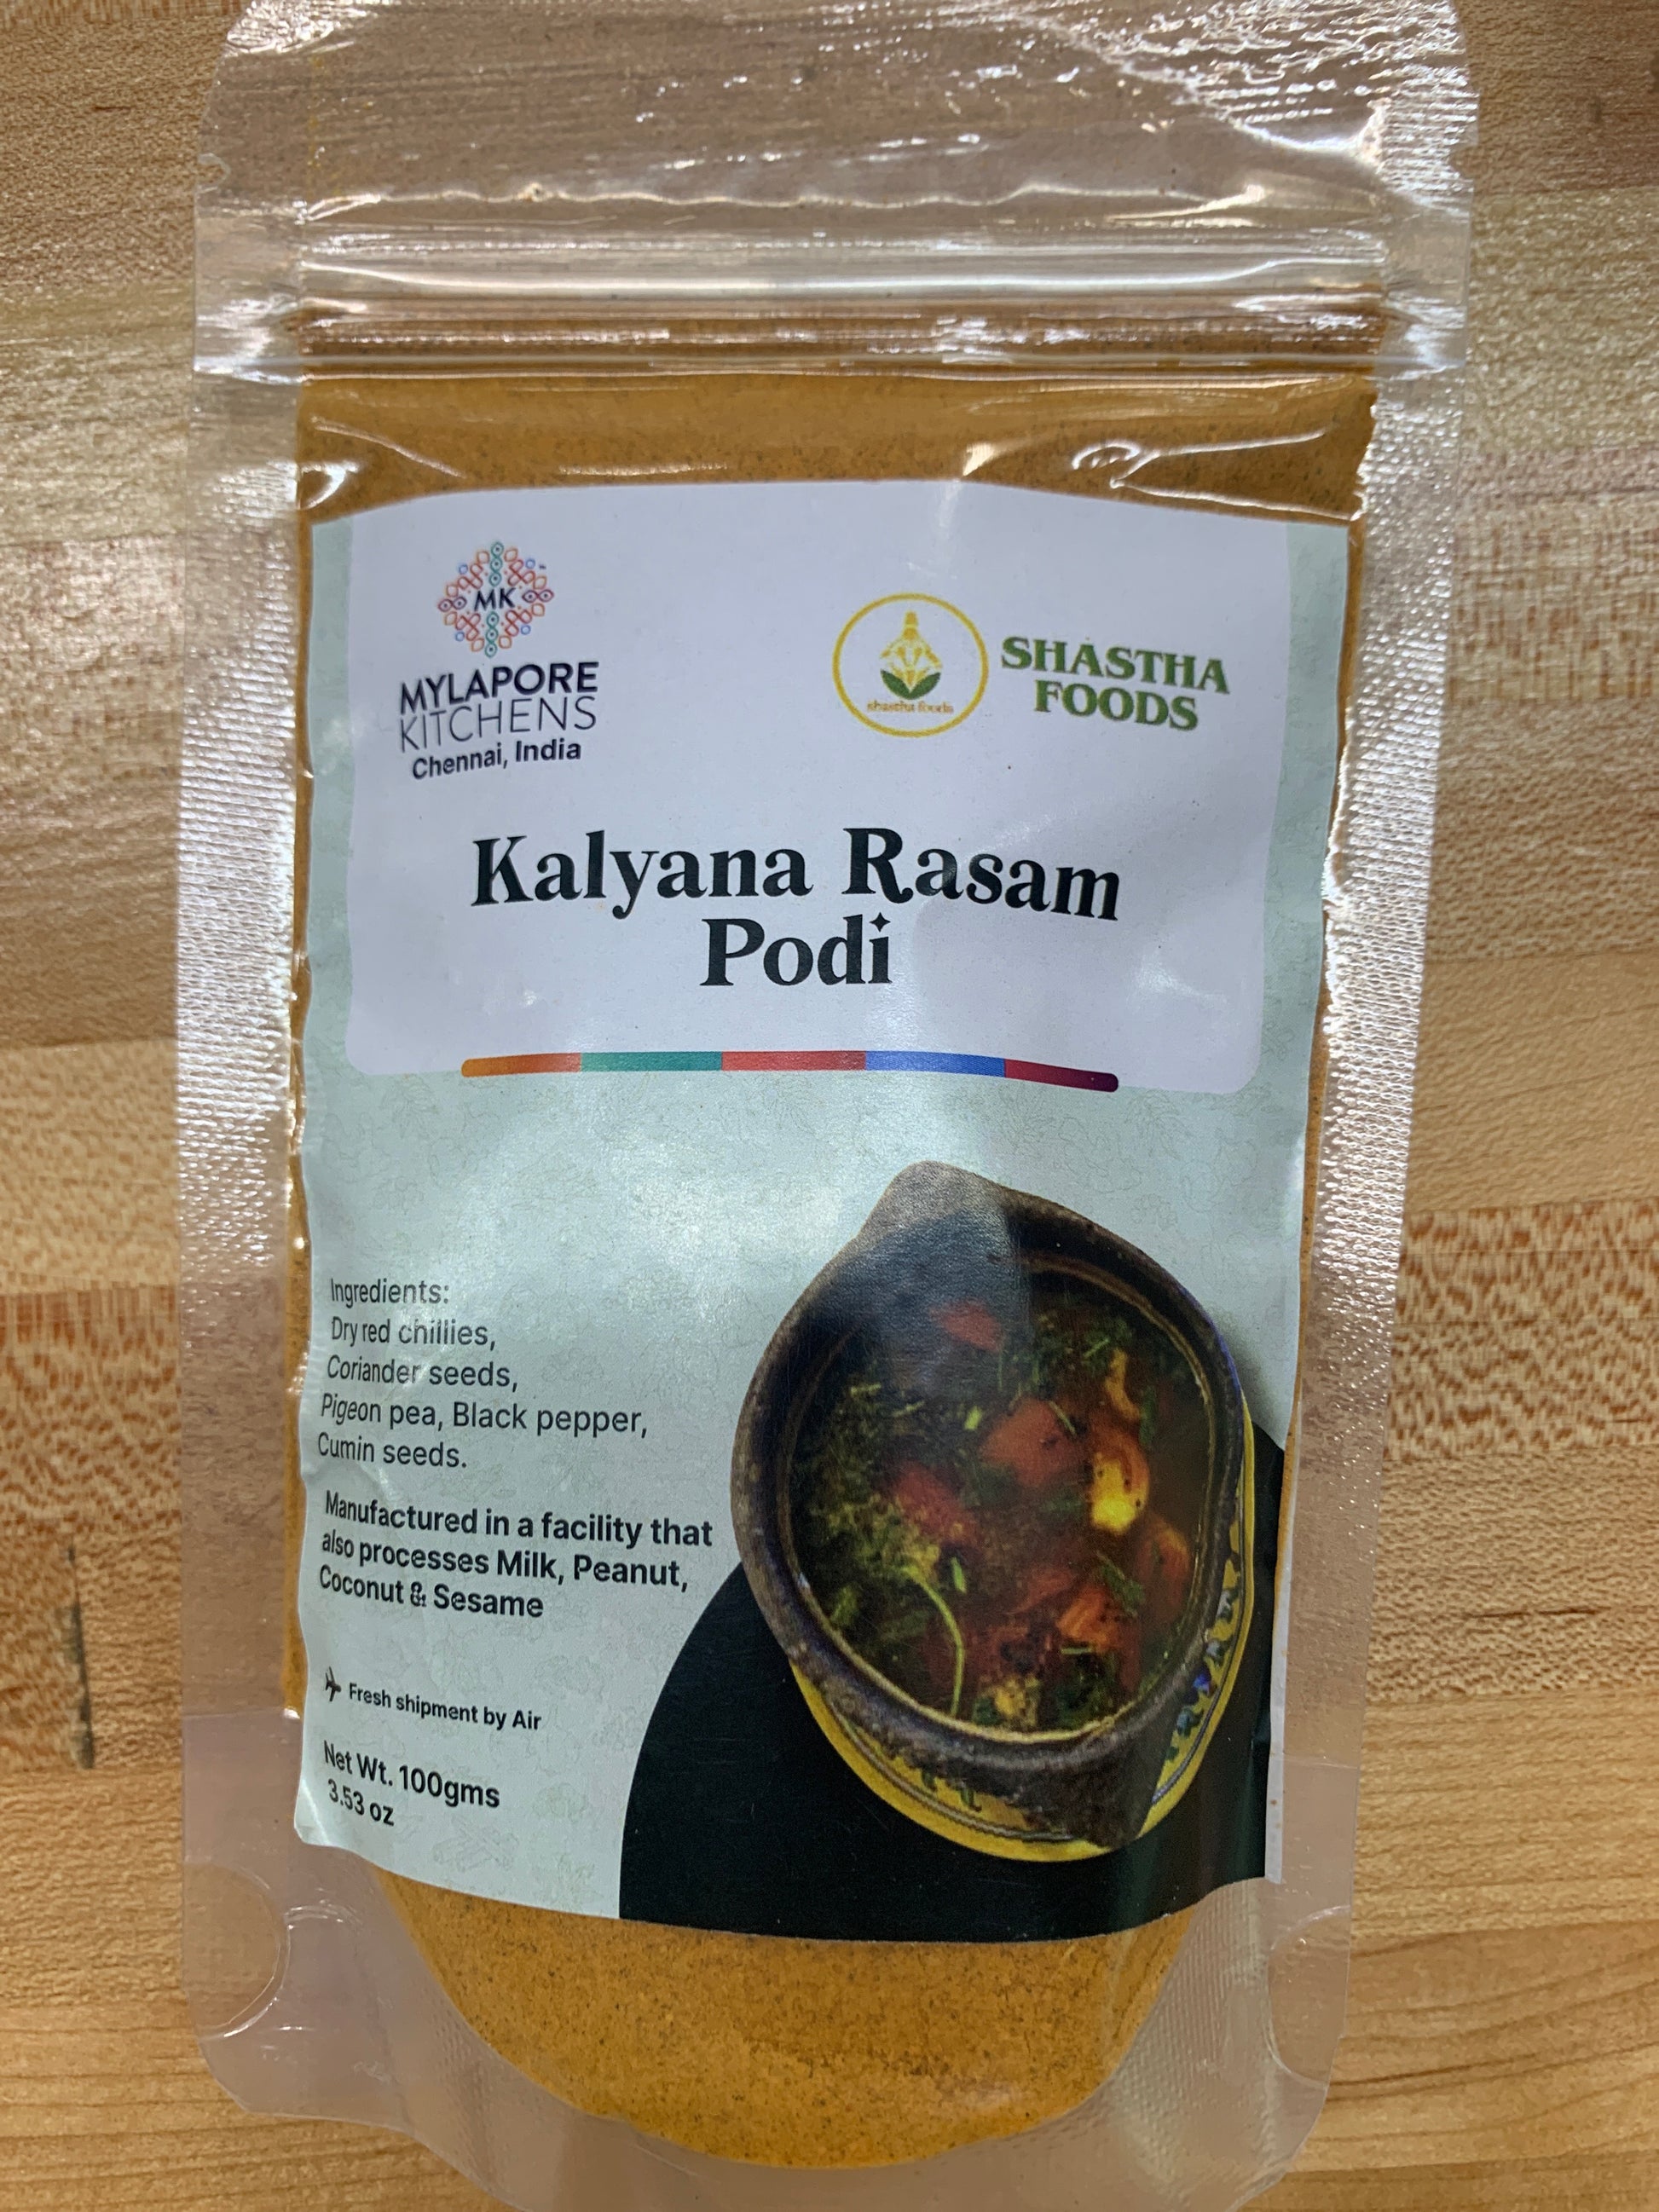 MK
MYLAPORE
KITCHENS
Chennai, India
shastha foods
SHASTHA
FOODS
Kalyana Rasam
Podi
Ingredients:
Dry red chillies,
Coriander seeds,
Pigeon pea, Black pepper,
Cumin seeds.
Manufactured in a facility that
also processes Milk, Peanut,
Coconut & Sesame
Fresh shipment by Air
Net Wt. 100gms
3.53 oz